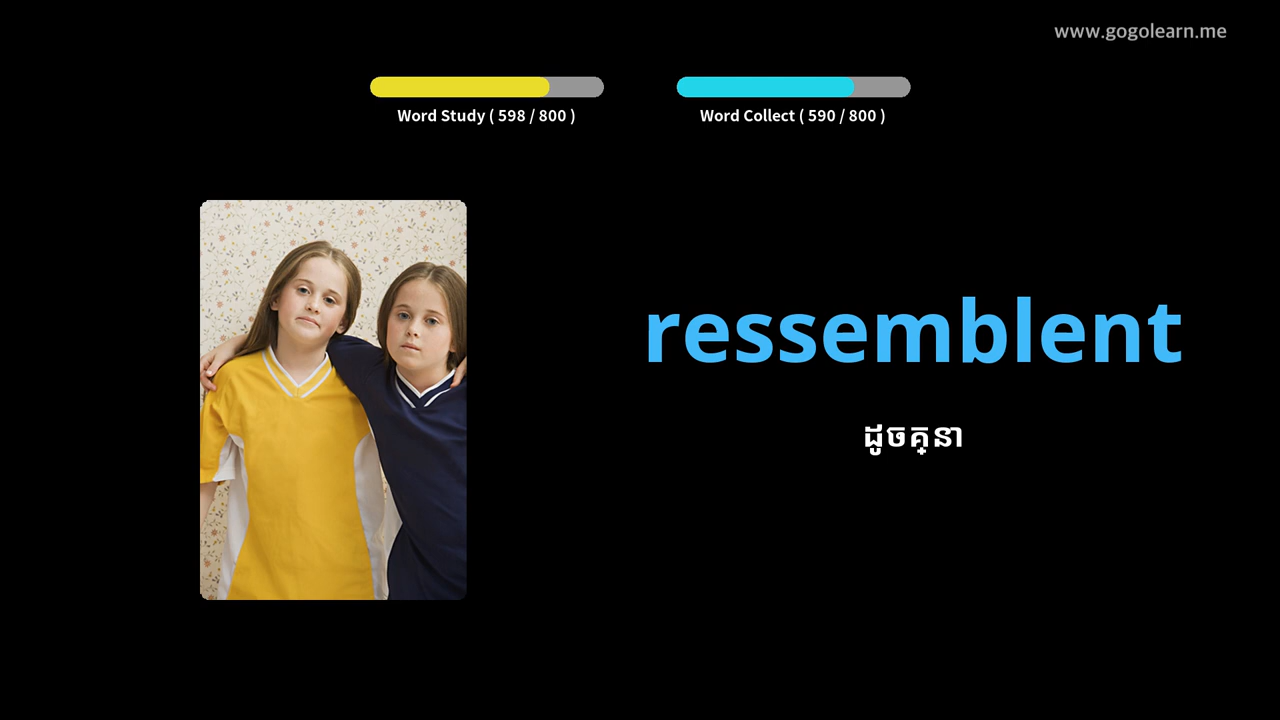 www.gogolearn.me
Word Study ( 598 / 800 )
Word Collect ( 590 / 800 )
ressemblent
ដូចគ្នា